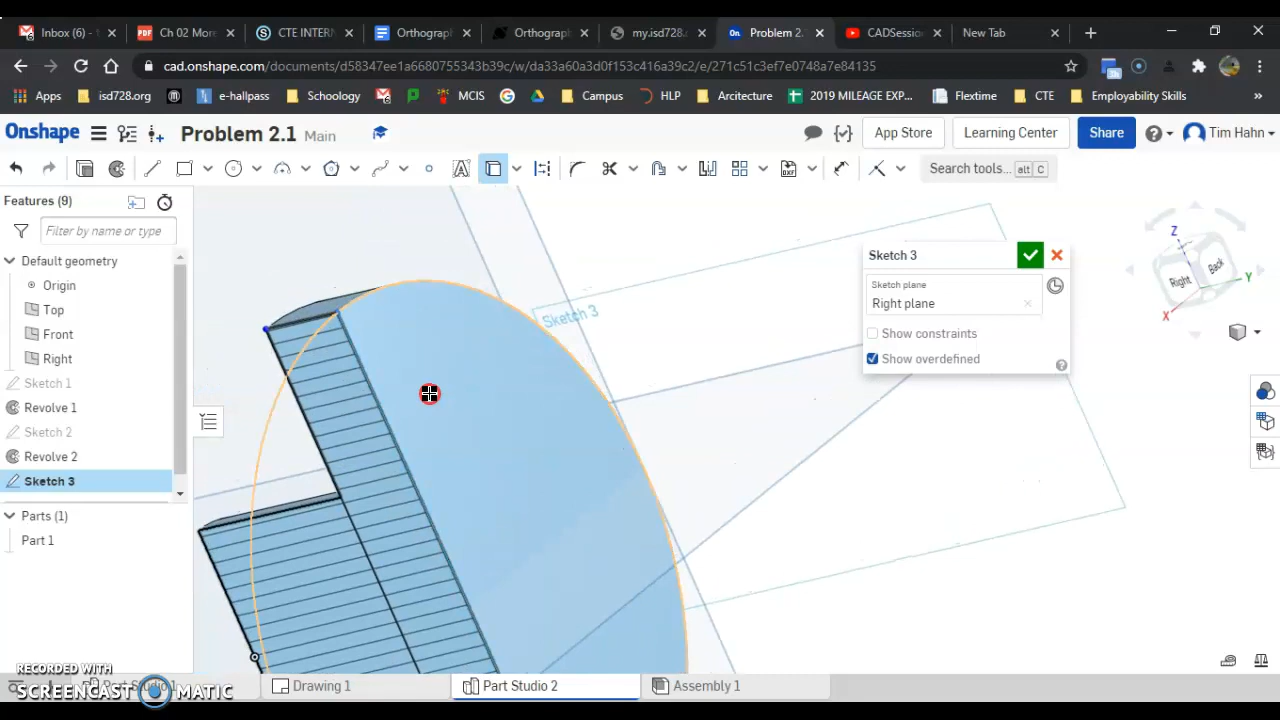 Inbox (6) - Ch 02 More CTE INTERN Orthograph Orthograph my.isd728.c Problem 2. CADSession New Tab
cad.onshape.com/documents/d58347ee1a6680755343b39c/w/da33a60a3d0f153c416a39c2/e/271c51c3ef7e0748a7e84135
Apps isd728.org e-hallpass Schoology MCIS Campus HLP Arcitecture 2019 MILEAGE EXP... Flextime CTE Employability Skills »
Onshape Problem 2.1 Main App Store Learning Center Share Tim Hahn
Search tools... alt C
Features (9)
Filter by name or type
Default geometry
Origin
Top
Front
Right
Sketch 1
Revolve 1
Sketch 2
Revolve 2
Sketch 3
Parts (1)
Part 1
Sketch 3
Sketch 3
Sketch plane
Right plane
Show constraints
Show overdefined
Z
Right Back
Y
X
RECORDED WITH
SCREENCAST MATIC
Part Studio 1 Drawing 1 Part Studio 2 Assembly 1